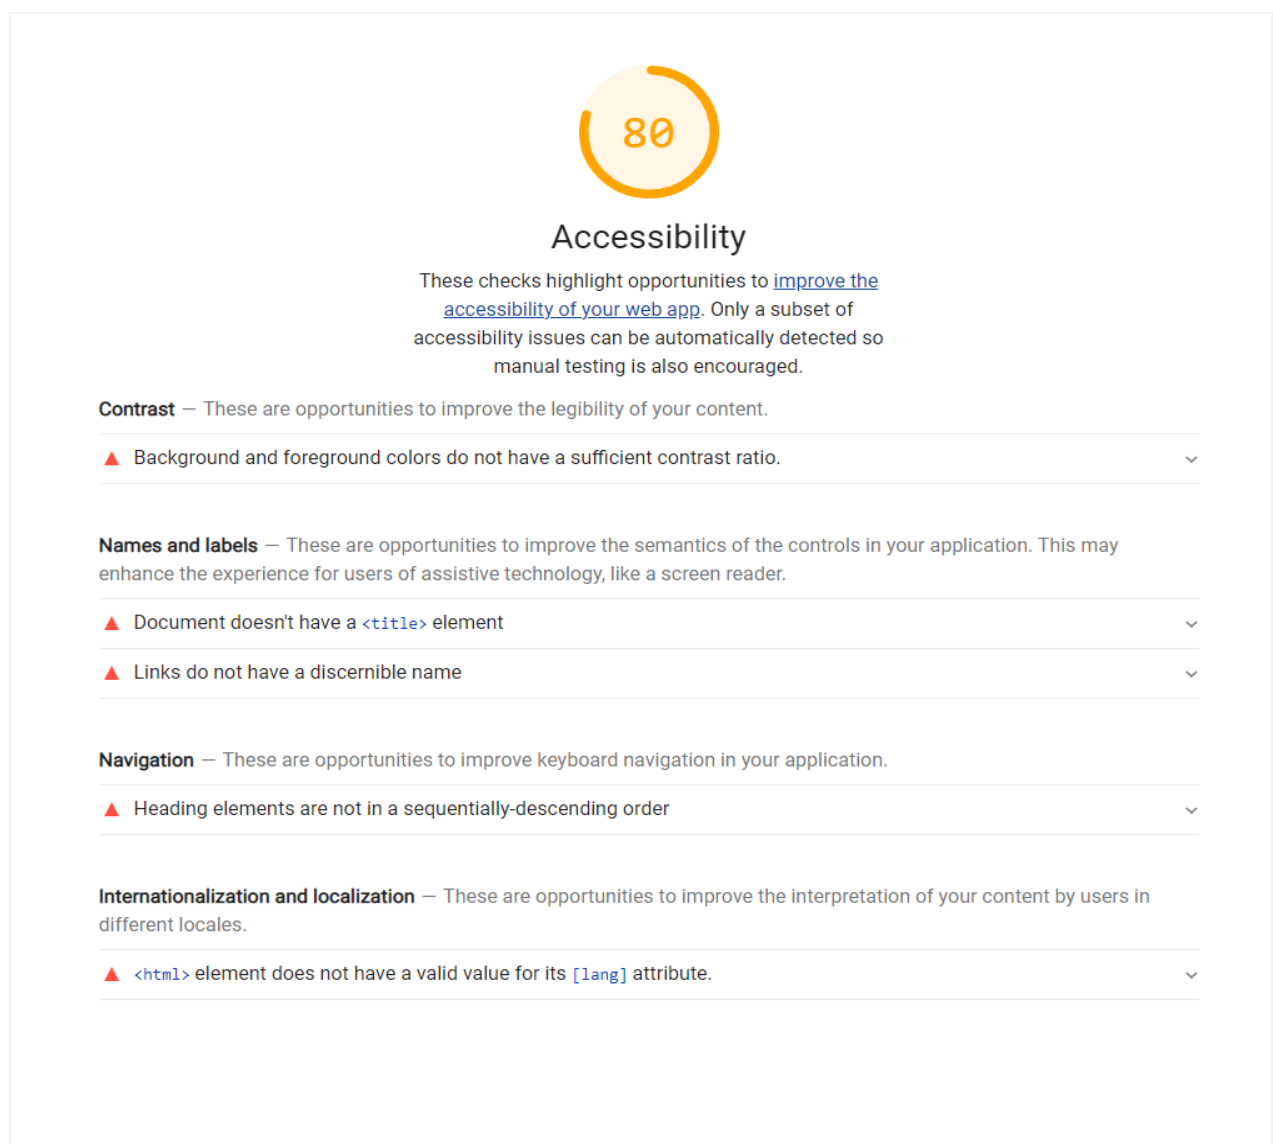 80
Accessibility
These checks highlight opportunities to improve the
accessibility of your web app. Only a subset of
accessibility issues can be automatically detected so
manual testing is also encouraged.
Contrast — These are opportunities to improve the legibility of your content.
Background and foreground colors do not have a sufficient contrast ratio.
Names and labels — These are opportunities to improve the semantics of the controls in your application. This may
enhance the experience for users of assistive technology, like a screen reader.
Document doesn't have a <title> element
Links do not have a discernible name
Navigation — These are opportunities to improve keyboard navigation in your application.
Heading elements are not in a sequentially-descending order
Internationalization and localization — These are opportunities to improve the interpretation of your content by users in
different locales.
<html> element does not have a valid value for its [lang] attribute.